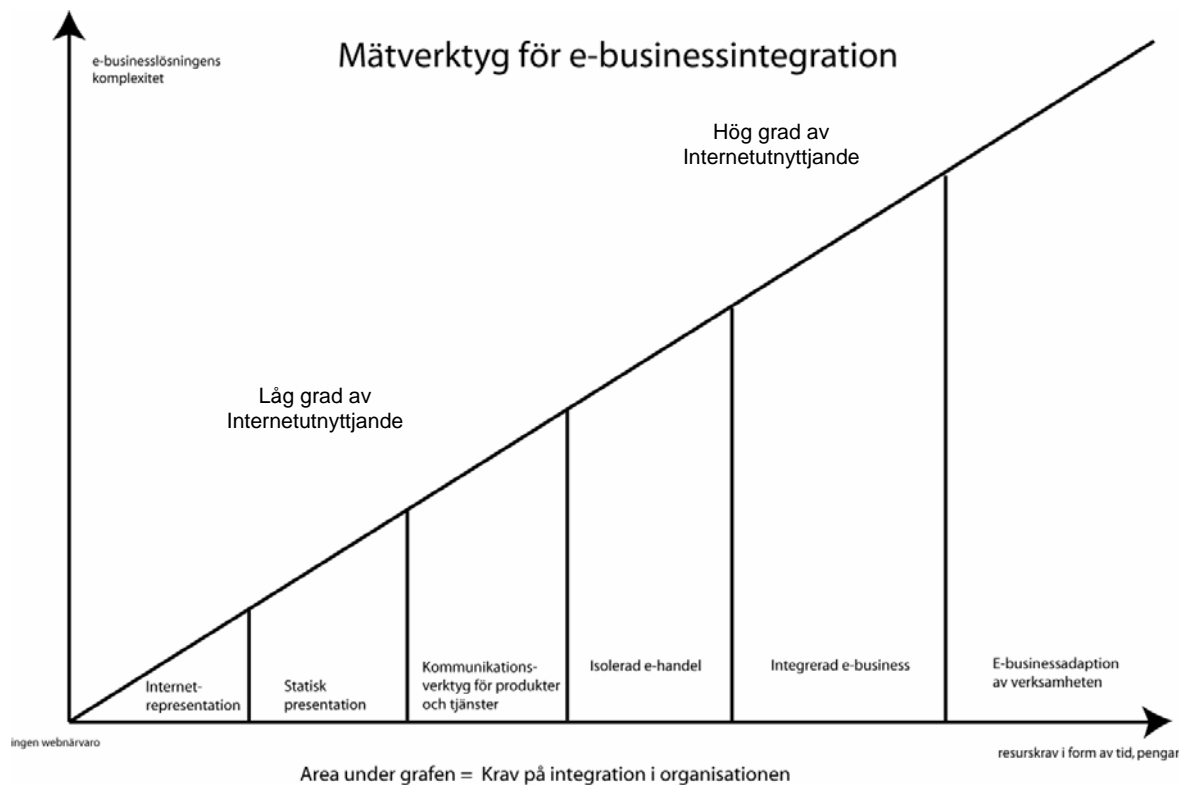 Mätverktyg för e-businessintegration
e-businesslösningens
komplexitet
Hög grad av
Internetutnyttjande
Låg grad av
Internetutnyttjande
Internet-
representation
Statisk
presentation
Kommunikations-
verktyg för produkter
och tjänster
Isolerad e-handel
Integrerad e-business
E-businessadaption
av verksamheten
ingen webnärvaro
resurskrav i form av tid, pengar
Area under grafen = Krav på integration i organisationen